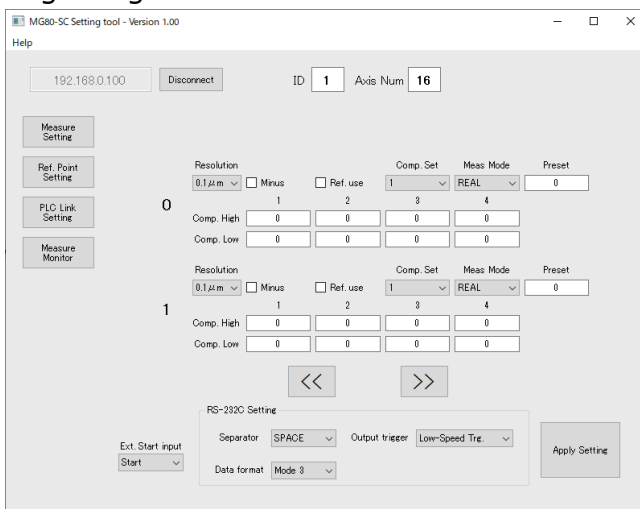 MG80-SC Setting tool - Version 1.00
Help
192.168.0.100 Disconnect ID 1 Axis Num 16
Measure
Setting
Ref. Point
Setting
PLC Link
Setting
Measure
Monitor
Resolution Comp. Set Meas Mode Preset
0 0.1μm Minus Ref. use 1 REAL 0
1 2 3 4
Comp. High 0 0 0 0
Comp. Low 0 0 0 0
Resolution Comp. Set Meas Mode Preset
1 0.1μm Minus Ref. use 1 REAL 0
1 2 3 4
Comp. High 0 0 0 0
Comp. Low 0 0 0 0
<< >>
RS-232C Setting
Separator SPACE Output trigger Low-Speed Trg.
Data format Mode 3
Ext. Start input
Start
Apply Setting